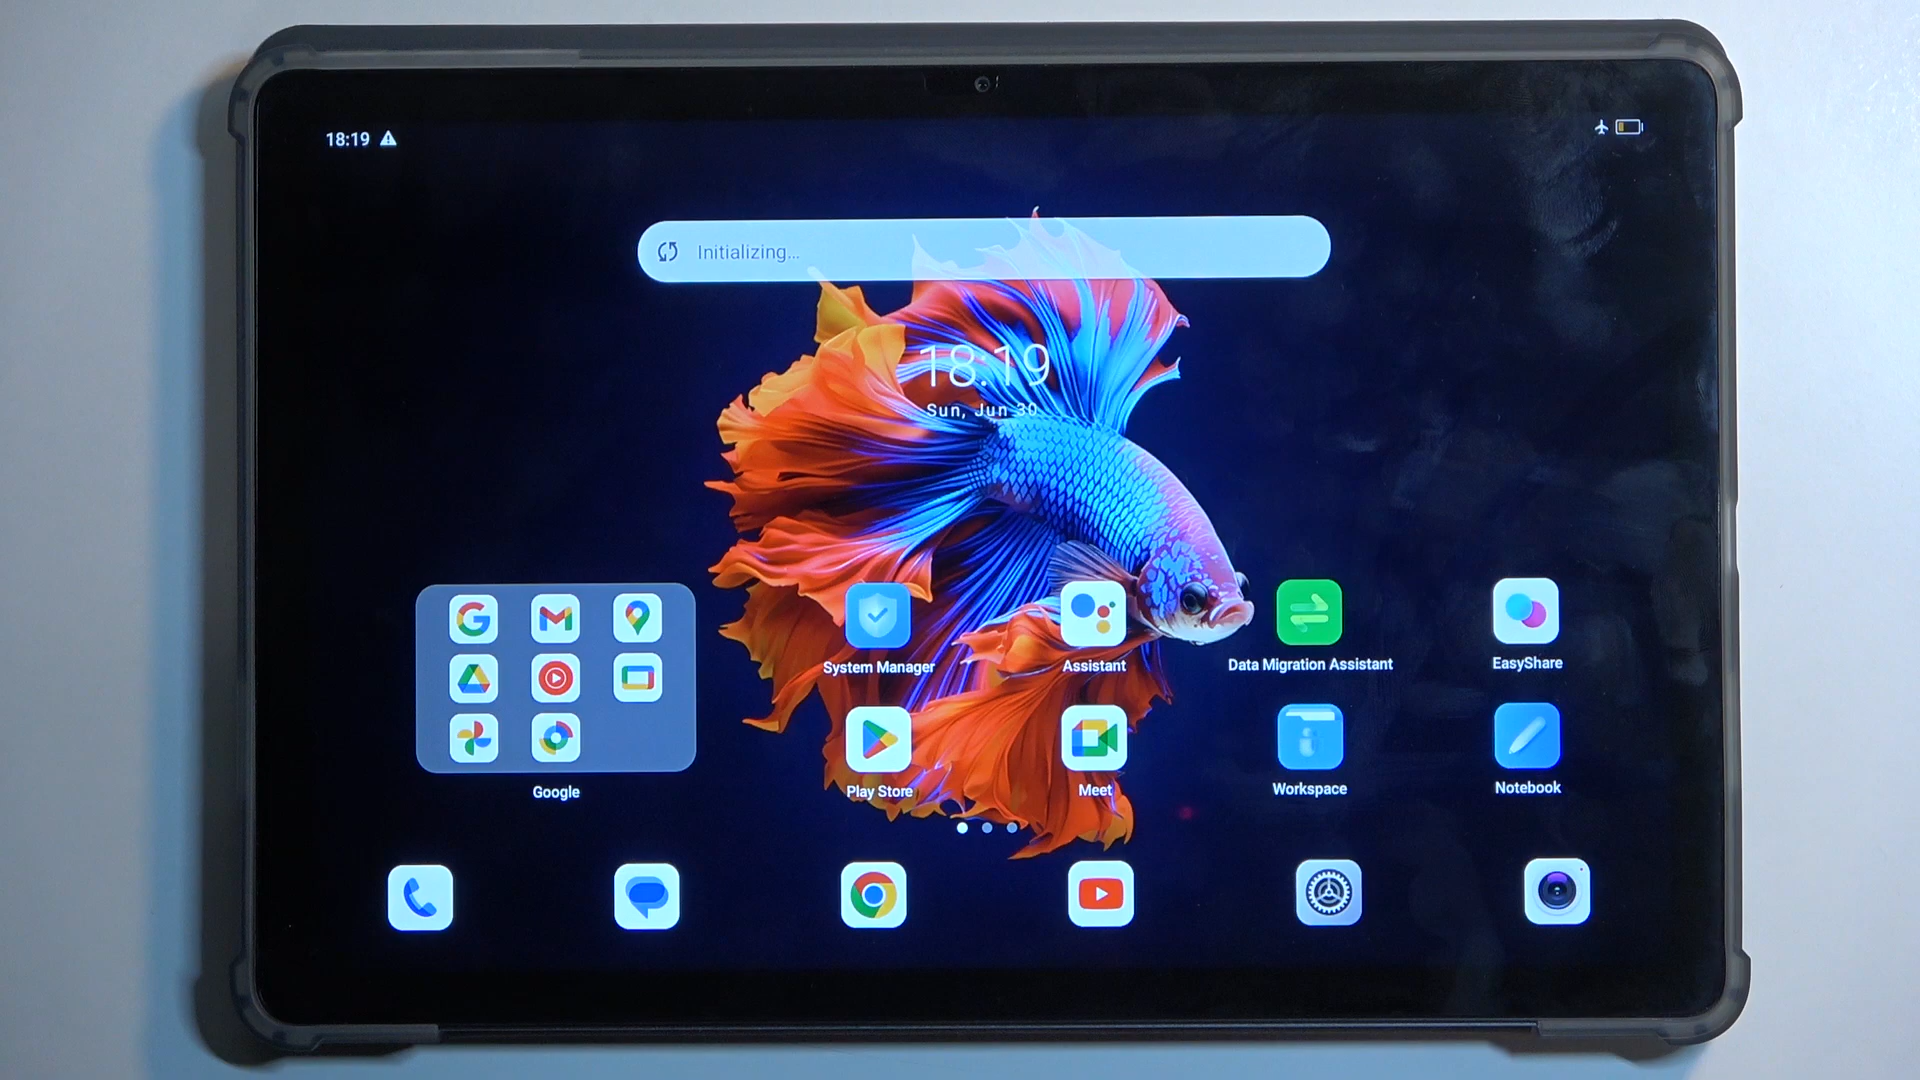 18:19
Initializing...
18:19
Sun, Jun 30
System Manager
Assistant
Data Migration Assistant
EasyShare
Google
Play Store
Meet
Workspace
Notebook